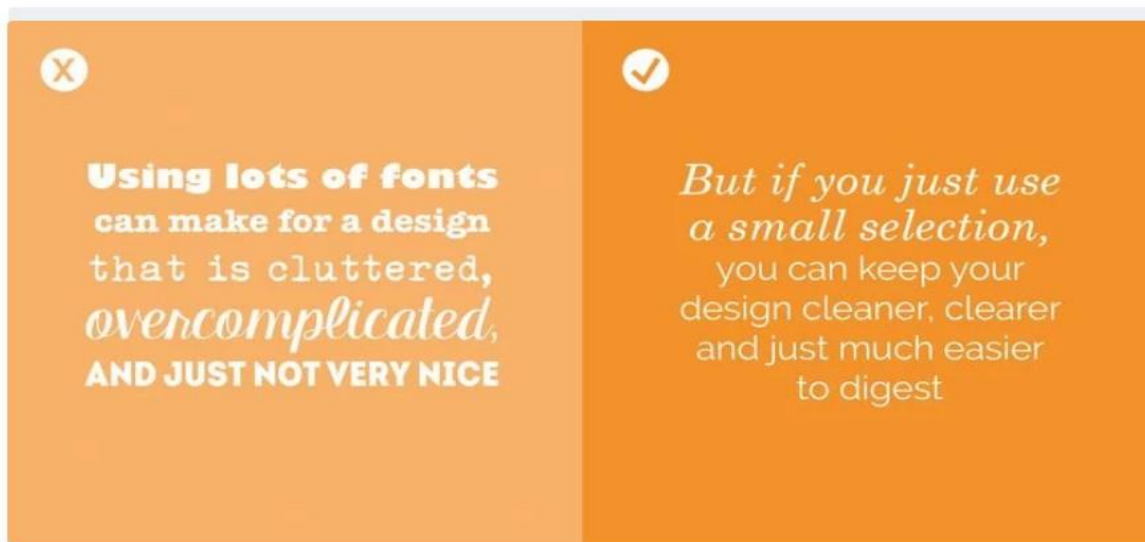 X
Using lots of fonts
can make for a design
that is cluttered,
overcomplicated,
AND JUST NOT VERY NICE
But if you just use
a small selection,
you can keep your
design cleaner, clearer
and just much easier
to digest